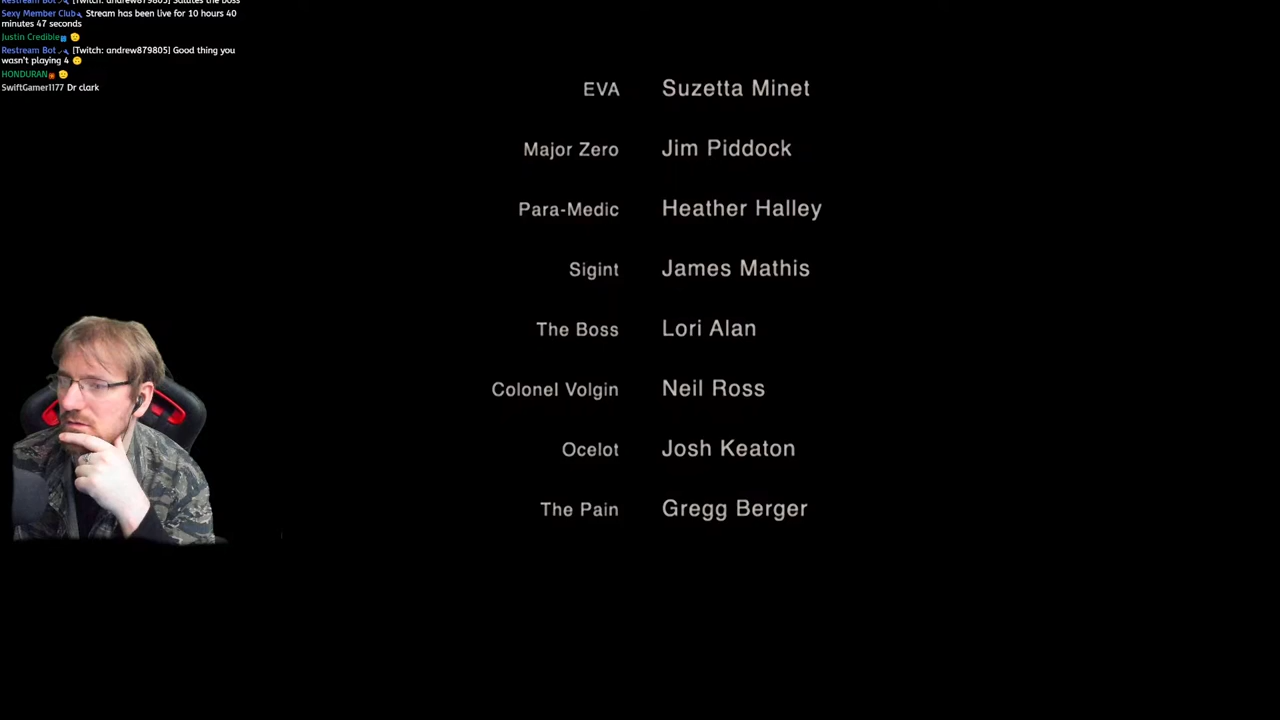 Restream Bot [Twitch: andrew879805] Salutes the boss
Sexy Member Club Stream has been live for 10 hours 40
minutes 47 seconds
Justin Credible
Restream Bot [Twitch: andrew879805] Good thing you
wasn't playing 4
HONDURAN
SwiftGamer1177 Dr clark
EVA Suzetta Minet
Major Zero Jim Piddock
Para-Medic Heather Halley
Sigint James Mathis
The Boss Lori Alan
Colonel Volgin Neil Ross
Ocelot Josh Keaton
The Pain Gregg Berger